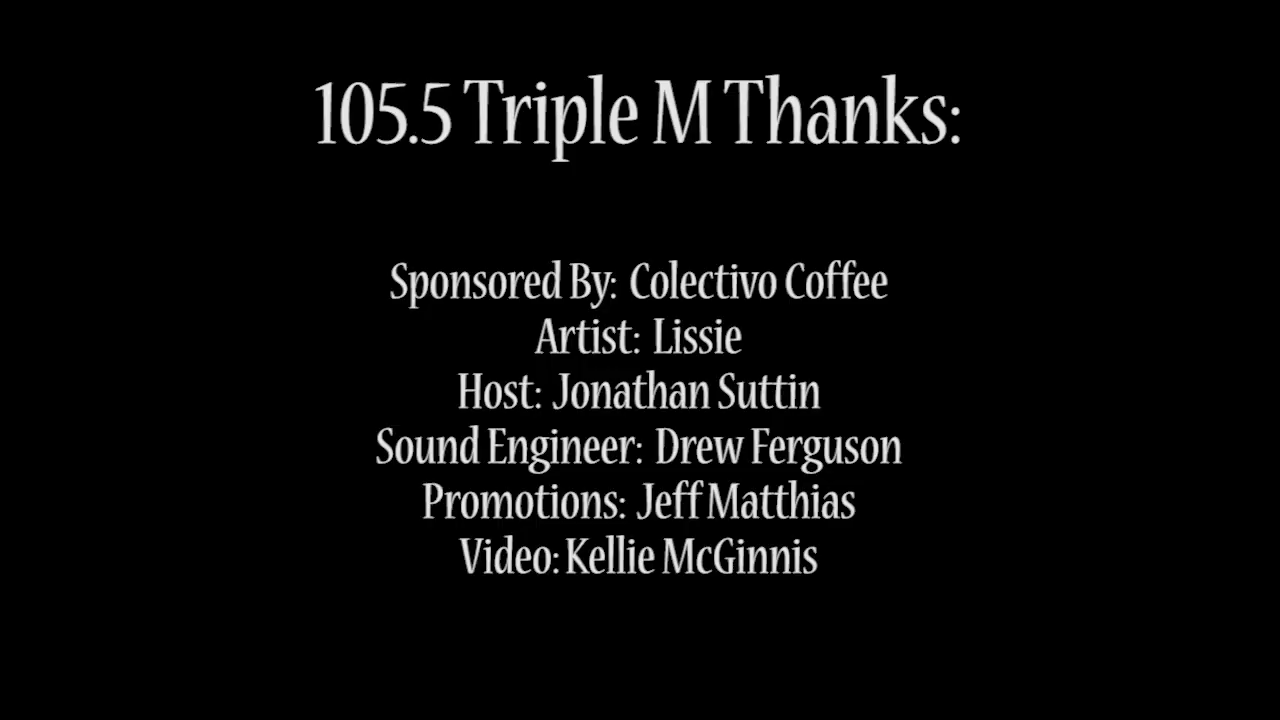 105.5 Triple M Thanks:
Sponsored By: Colectivo Coffee
Artist: Lissie
Host: Jonathan Suttin
Sound Engineer: Drew Ferguson
Promotions: Jeff Matthias
Video: Kellie McGinnis